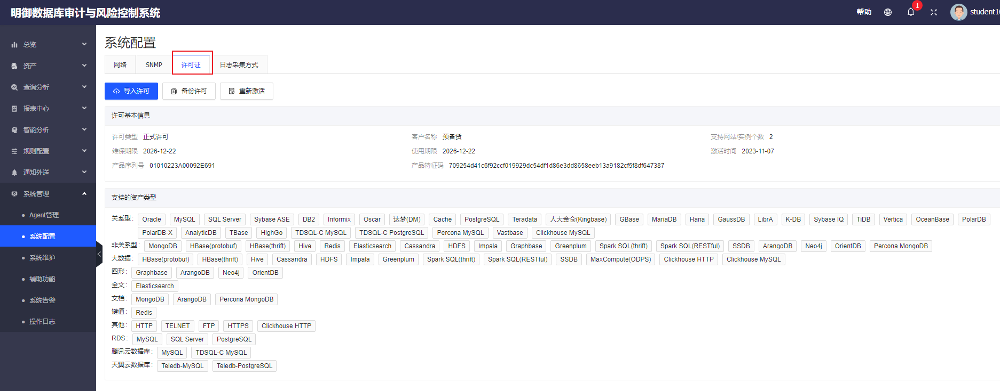 明御数据库审计与风险控制系统
帮助
1
student1
总览
资产
查询分析
报表中心
智能分析
规则配置
通知外送
系统管理
Agent管理
系统配置
系统维护
辅助功能
系统告警
操作日志
系统配置
网络 SNMP 许可证 日志采集方式
导入许可 备份许可 重新激活
许可基本信息
许可类型 正式许可 客户名称 预备货 支持网站/实例个数 2
维保期限 2026-12-22 使用期限 2026-12-22 激活时间 2023-11-07
产品序列号 01010223A00092E691 产品特征码 709254d41c6f92ccf019929dc54df1d86e3dd8658eeb13a9182cf5f8df647387
支持的资产类型
关系型: Oracle MySQL SQL Server Sybase ASE DB2 Informix Oscar 达梦(DM) Cache PostgreSQL Teradata 人大金仓(Kingbase) GBase MariaDB Hana GaussDB LibrA K-DB Sybase IQ TiDB Vertica OceanBase PolarDB
PolarDB-X AnalyticDB TBase HighGo TDSQL-C MySQL TDSQL-C PostgreSQL Percona MySQL Vastbase Clickhouse MySQL
非关系型: MongoDB HBase(protobuf) HBase(thrift) Hive Redis Elasticsearch Cassandra HDFS Impala Graphbase Greenplum Spark SQL(thrift) Spark SQL(RESTful) SSDB ArangoDB Neo4j OrientDB Percona MongoDB
大数据: HBase(protobuf) HBase(thrift) Hive Cassandra HDFS Impala Greenplum Spark SQL(thrift) Spark SQL(RESTful) SSDB MaxCompute(ODPS) Clickhouse HTTP Clickhouse MySQL
图形: Graphbase ArangoDB Neo4j OrientDB
全文: Elasticsearch
文档: MongoDB ArangoDB Percona MongoDB
键值: Redis
其他: HTTP TELNET FTP HTTPS Clickhouse HTTP
RDS: MySQL SQL Server PostgreSQL
腾讯云数据库: MySQL TDSQL-C MySQL
天翼云数据库: Teledb-MySQL Teledb-PostgreSQL